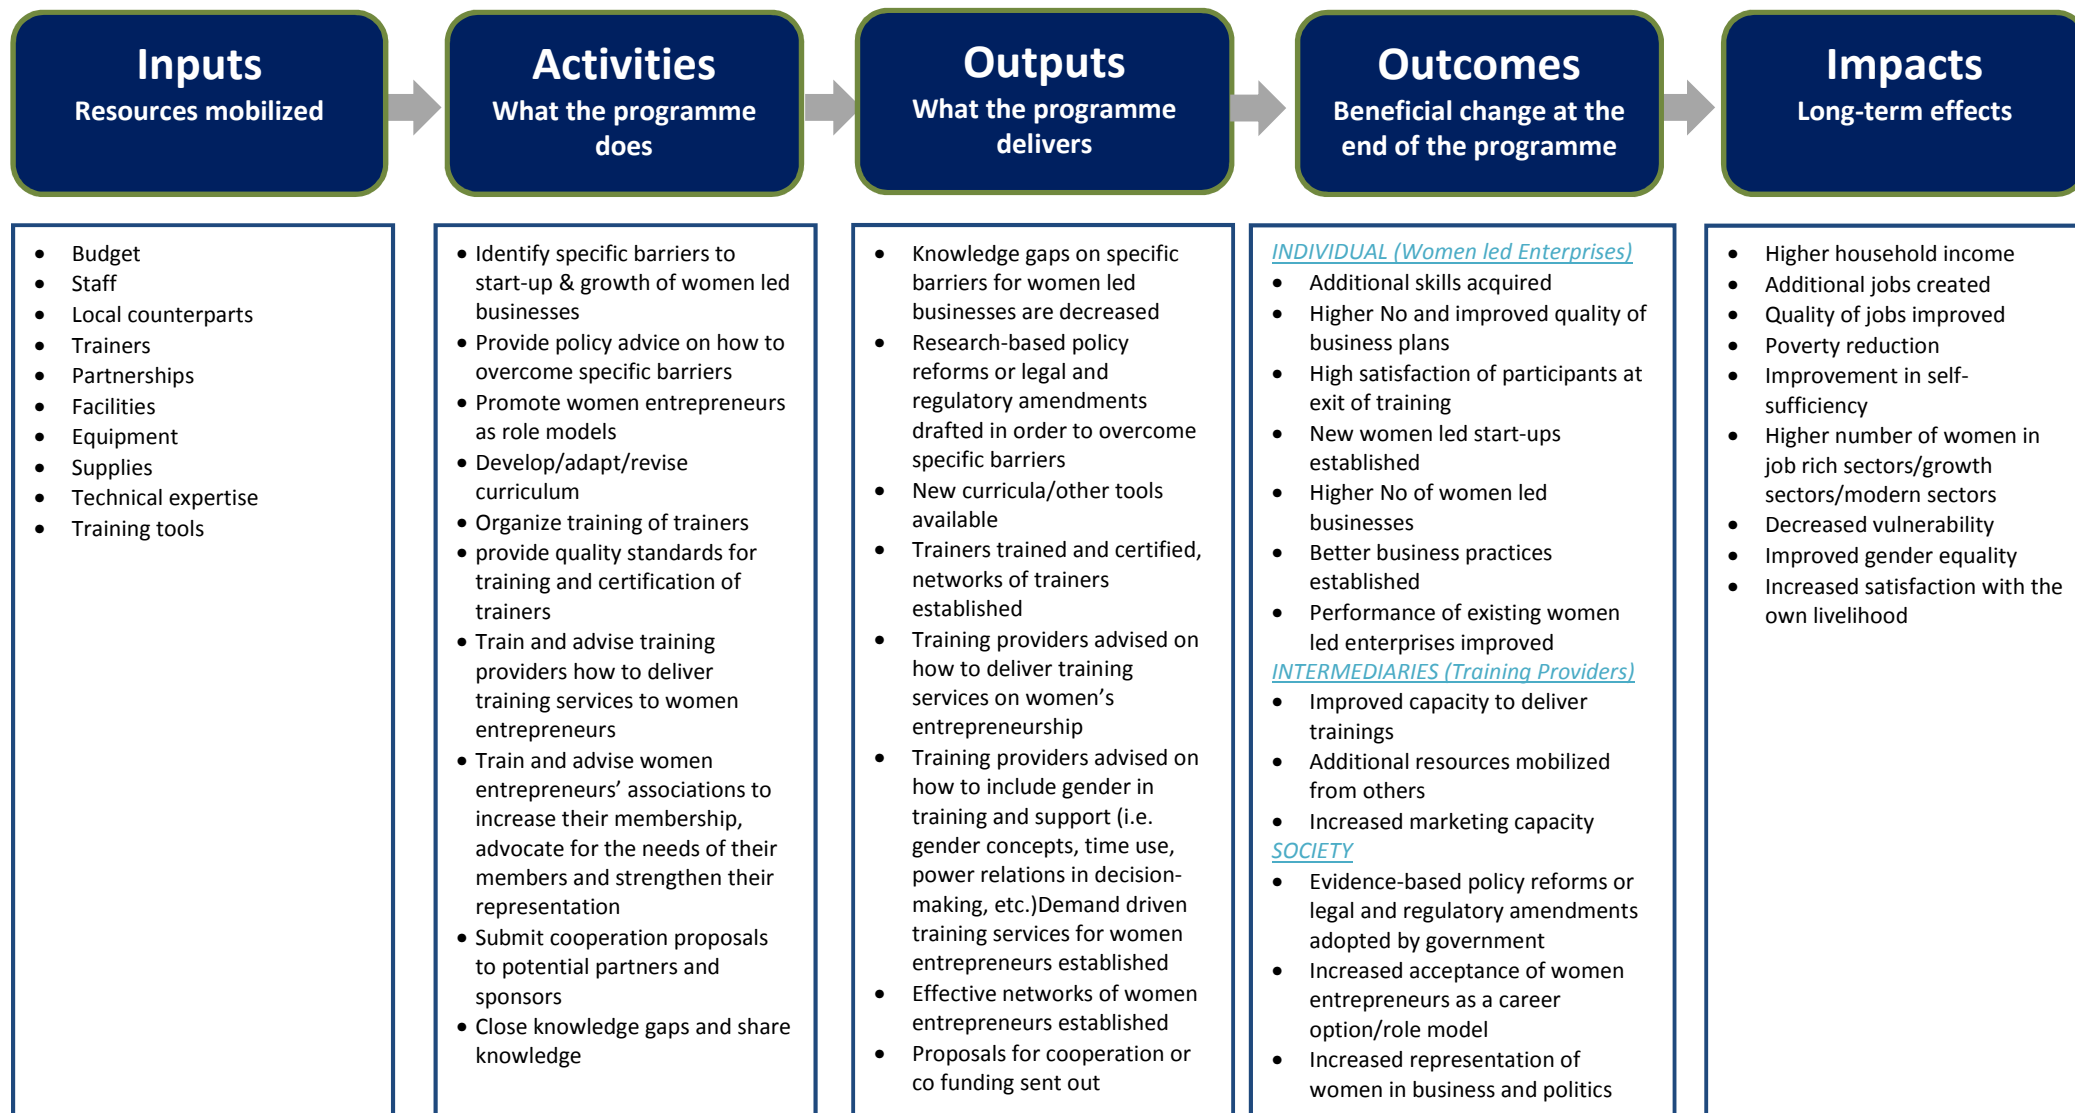 Inputs
Resources mobilized
Activities
What the programme
does
Outputs
What the programme
delivers
Outcomes
Beneficial change at the
end of the programme
Impacts
Long-term effects
• Budget
• Staff
• Local counterparts
• Trainers
• Partnerships
• Facilities
• Equipment
• Supplies
• Technical expertise
• Training tools
• Identify specific barriers to
start-up & growth of women led
businesses
• Provide policy advice on how to
overcome specific barriers
• Promote women entrepreneurs
as role models
• Develop/adapt/revise
curriculum
• Organize training of trainers
• provide quality standards for
training and certification of
trainers
• Train and advise training
providers how to deliver
training services to women
entrepreneurs
• Train and advise women
entrepreneurs’ associations to
increase their membership,
advocate for the needs of their
members and strengthen their
representation
• Submit cooperation proposals
to potential partners and
sponsors
• Close knowledge gaps and share
knowledge
• Knowledge gaps on specific
barriers for women led
businesses are decreased
• Research-based policy
reforms or legal and
regulatory amendments
drafted in order to overcome
specific barriers
• New curricula/other tools
available
• Trainers trained and certified,
networks of trainers
established
• Training providers advised on
how to deliver training
services on women’s
entrepreneurship
• Training providers advised on
how to include gender in
training and support (i.e.
gender concepts, time use,
power relations in decision-
making, etc.)Demand driven
training services for women
entrepreneurs established
• Effective networks of women
entrepreneurs established
• Proposals for cooperation or
co funding sent out
INDIVIDUAL (Women led Enterprises)
• Additional skills acquired
• Higher No and improved quality of
business plans
• High satisfaction of participants at
exit of training
• New women led start-ups
established
• Higher No of women led
businesses
• Better business practices
established
• Performance of existing women
led enterprises improved
INTERMEDIARIES (Training Providers)
• Improved capacity to deliver
trainings
• Additional resources mobilized
from others
• Increased marketing capacity
SOCIETY
• Evidence-based policy reforms or
legal and regulatory amendments
adopted by government
• Increased acceptance of women
entrepreneurs as a career
option/role model
• Increased representation of
women in business and politics
• Higher household income
• Additional jobs created
• Quality of jobs improved
• Poverty reduction
• Improvement in self-
sufficiency
• Higher number of women in
job rich sectors/growth
sectors/modern sectors
• Decreased vulnerability
• Improved gender equality
• Increased satisfaction with the
own livelihood